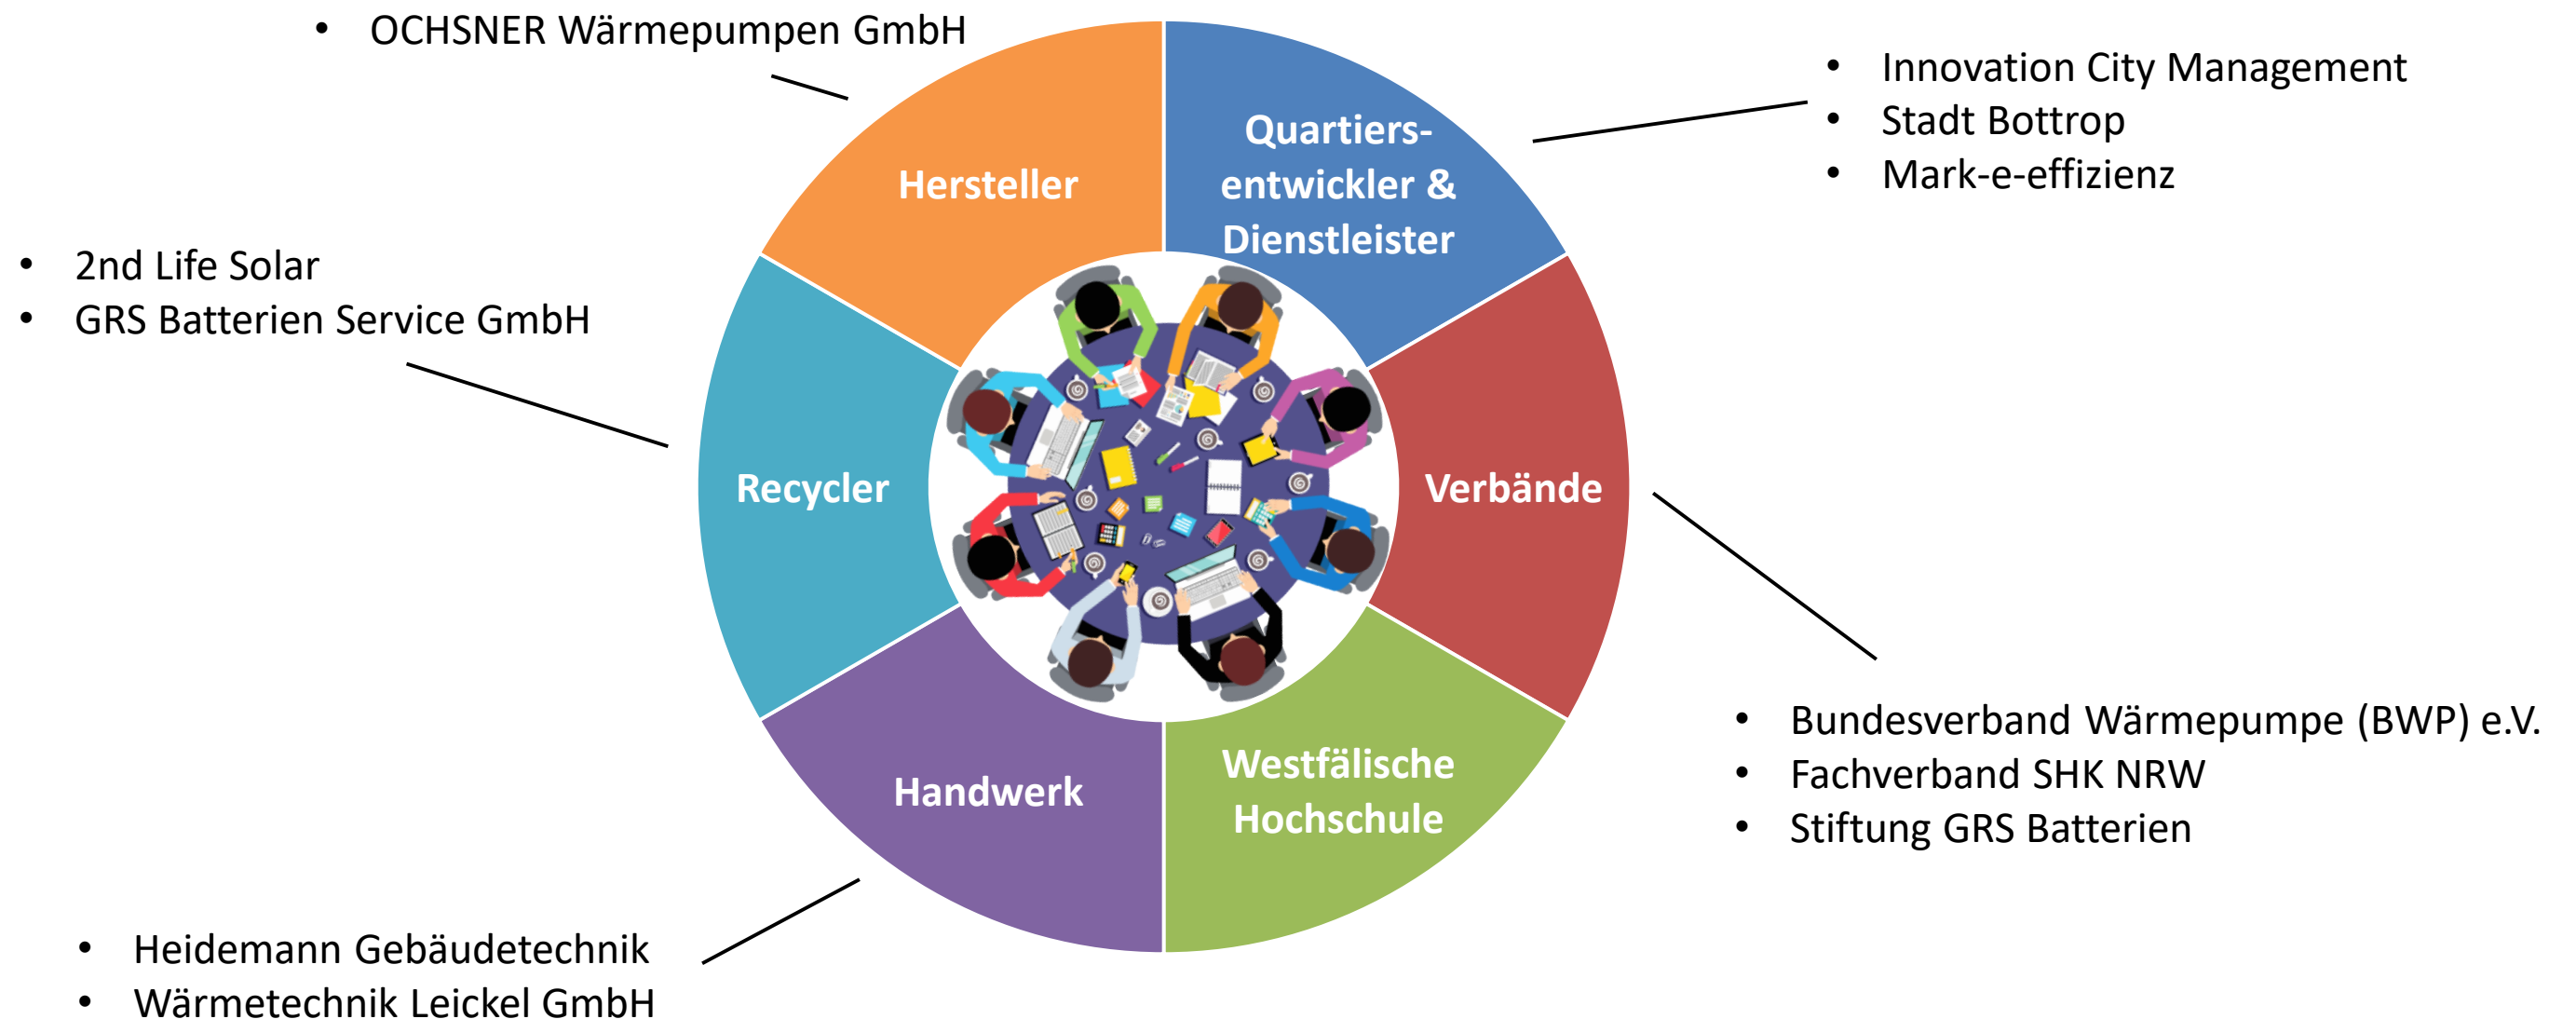 • OCHSNER Wärmepumpen GmbH
• Innovation City Management
• Stadt Bottrop
• Mark-e-effizienz
Quartiers-
entwickler &
Dienstleister
Hersteller
• 2nd Life Solar
• GRS Batterien Service GmbH
Recycler
Verbände
• Bundesverband Wärmepumpe (BWP) e.V.
• Fachverband SHK NRW
• Stiftung GRS Batterien
Westfälische
Hochschule
Handwerk
• Heidemann Gebäudetechnik
• Wärmetechnik Leickel GmbH